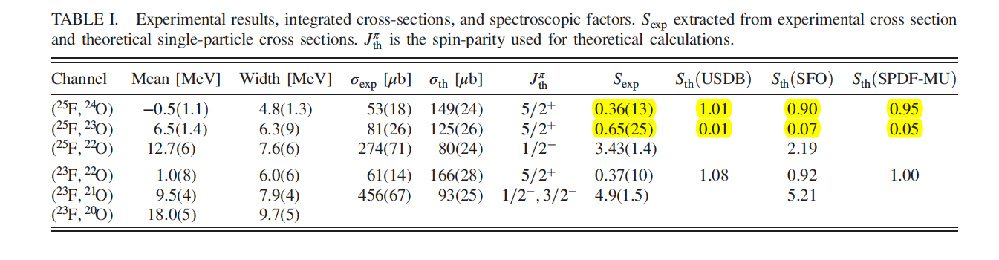 TABLE I. Experimental results, integrated cross-sections, and spectroscopic factors. S_exp extracted from experimental cross section
and theoretical single-particle cross sections. J^π_th is the spin-parity used for theoretical calculations.
Channel Mean [MeV] Width [MeV] σ_exp [μb] σ_th [μb] J^π_th S_exp S_th(USDB) S_th(SFO) S_th(SPDF-MU)
(²⁵F, ²⁴O) −0.5(1.1) 4.8(1.3) 53(18) 149(24) 5/2⁺ 0.36(13) 1.01 0.90 0.95
(²⁵F, ²³O) 6.5(1.4) 6.3(9) 81(26) 125(26) 5/2⁺ 0.65(25) 0.01 0.07 0.05
(²⁵F, ²²O) 12.7(6) 7.6(6) 274(71) 80(24) 1/2⁻ 3.43(1.4) 2.19
(²³F, ²²O) 1.0(8) 6.0(6) 61(14) 166(28) 5/2⁺ 0.37(10) 1.08 0.92 1.00
(²³F, ²¹O) 9.5(4) 7.9(4) 456(67) 93(25) 1/2⁻, 3/2⁻ 4.9(1.5) 5.21
(²³F, ²⁰O) 18.0(5) 9.7(5)